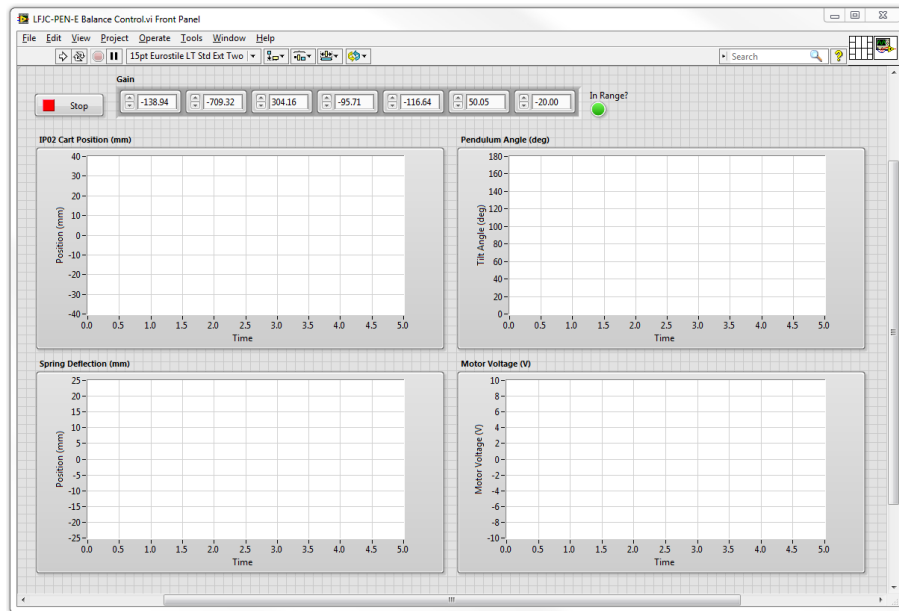 LFJC-PEN-E Balance Control.vi Front Panel
File Edit View Project Operate Tools Window Help
15pt Eurostile LT Std Ext Two
Search
?
Gain
Stop
-138.94 -709.32 304.16 -95.71 -116.64 50.05 -20.00
In Range?
IP02 Cart Position (mm)
40
30
20
10
0
-10
-20
-30
-40
Position (mm)
0.0 0.5 1.0 1.5 2.0 2.5 3.0 3.5 4.0 4.5 5.0
Time
Pendulum Angle (deg)
180
160
140
120
100
80
60
40
20
0
Tilt Angle (deg)
0.0 0.5 1.0 1.5 2.0 2.5 3.0 3.5 4.0 4.5 5.0
Time
Spring Deflection (mm)
25
20
15
10
5
0
-5
-10
-15
-20
-25
Position (mm)
0.0 0.5 1.0 1.5 2.0 2.5 3.0 3.5 4.0 4.5 5.0
Time
Motor Voltage (V)
10
8
6
4
2
0
-2
-4
-6
-8
-10
Motor Voltage (V)
0.0 0.5 1.0 1.5 2.0 2.5 3.0 3.5 4.0 4.5 5.0
Time